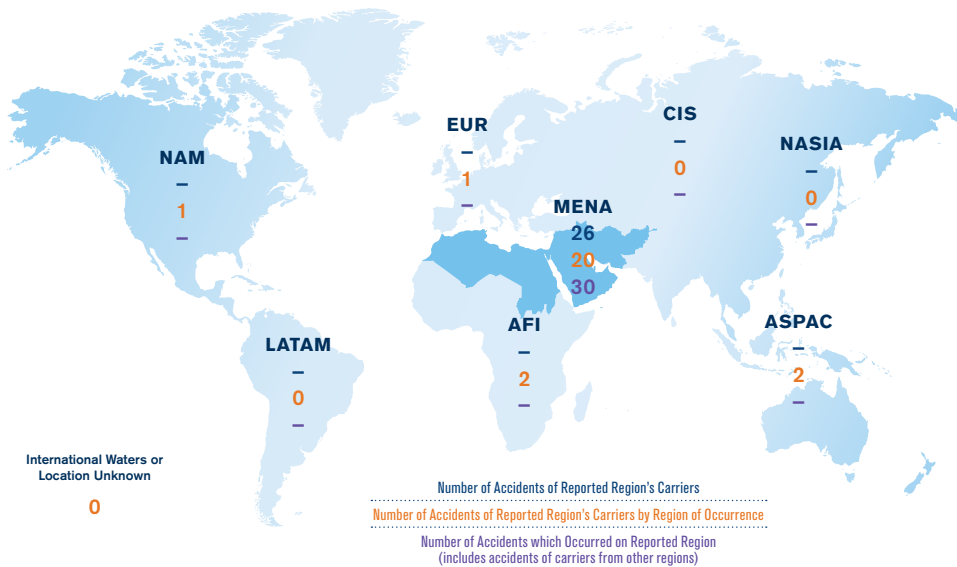 CIS
–
0
–
EUR
–
1
–
NASIA
–
0
–
NAM
–
1
–
MENA
26
20
30
AFI
–
2
–
ASPAC
–
2
–
LATAM
–
0
–
International Waters or
Location Unknown
0
Number of Accidents of Reported Region's Carriers
Number of Accidents of Reported Region's Carriers by Region of Occurrence
Number of Accidents which Occurred on Reported Region
(includes accidents of carriers from other regions)